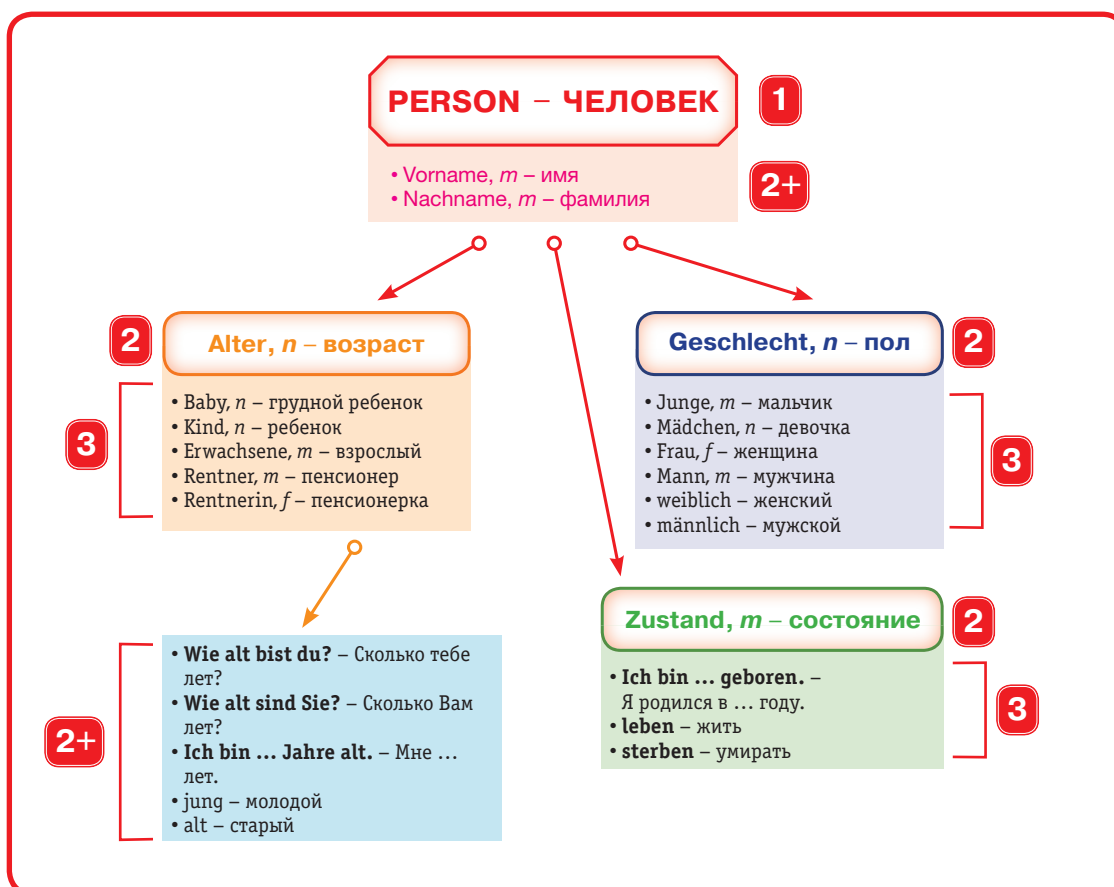 PERSON – ЧЕЛОВЕК
1
• Vorname, m – имя
• Nachname, m – фамилия
2+
2
Alter, n – возраст
3
• Baby, n – грудной ребенок
• Kind, n – ребенок
• Erwachsene, m – взрослый
• Rentner, m – пенсионер
• Rentnerin, f – пенсионерка
2+
• Wie alt bist du? – Сколько тебе
лет?
• Wie alt sind Sie? – Сколько Вам
лет?
• Ich bin ... Jahre alt. – Мне ...
лет.
• jung – молодой
• alt – старый
Geschlecht, n – пол
2
• Junge, m – мальчик
• Mädchen, n – девочка
• Frau, f – женщина
• Mann, m – мужчина
• weiblich – женский
• männlich – мужской
3
Zustand, m – состояние
2
• Ich bin ... geboren. –
Я родился в ... году.
• leben – жить
• sterben – умирать
3